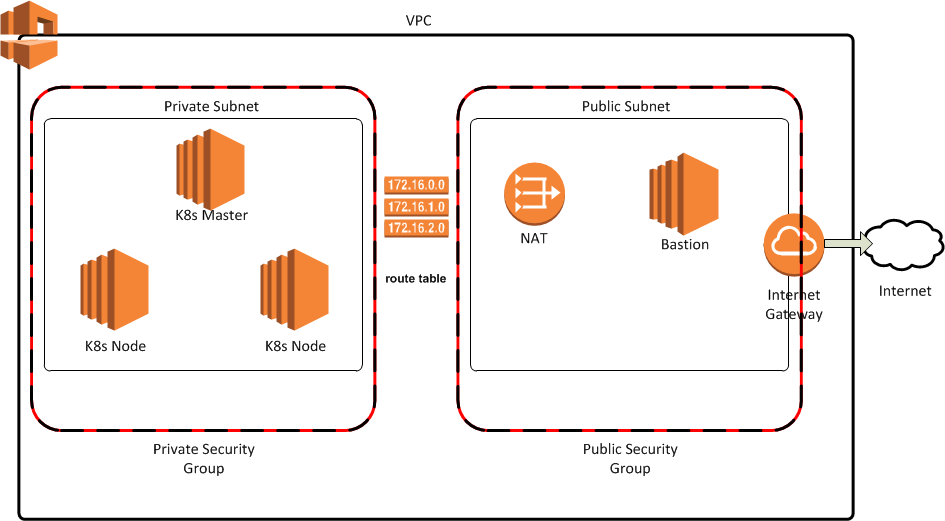 VPC
Private Subnet
Public Subnet
K8s Master
172.16.0.0
172.16.1.0
172.16.2.0
route table
NAT
Bastion
Internet
Gateway
Internet
K8s Node
K8s Node
Private Security
Group
Public Security
Group